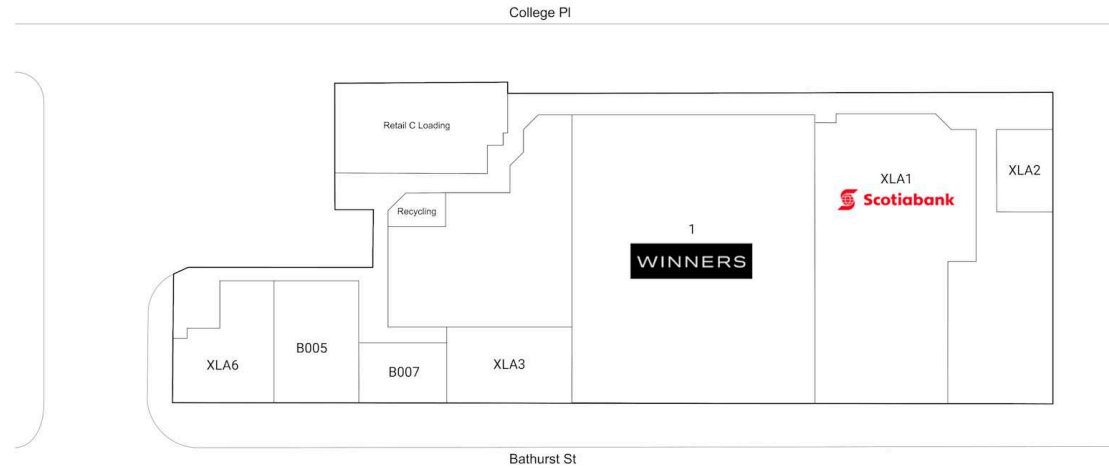 College Pl
Retail C Loading
XLA2
XLA1
Scotiabank
Recycling
1
WINNERS
B005
XLA6
XLA3
B007
Bathurst St